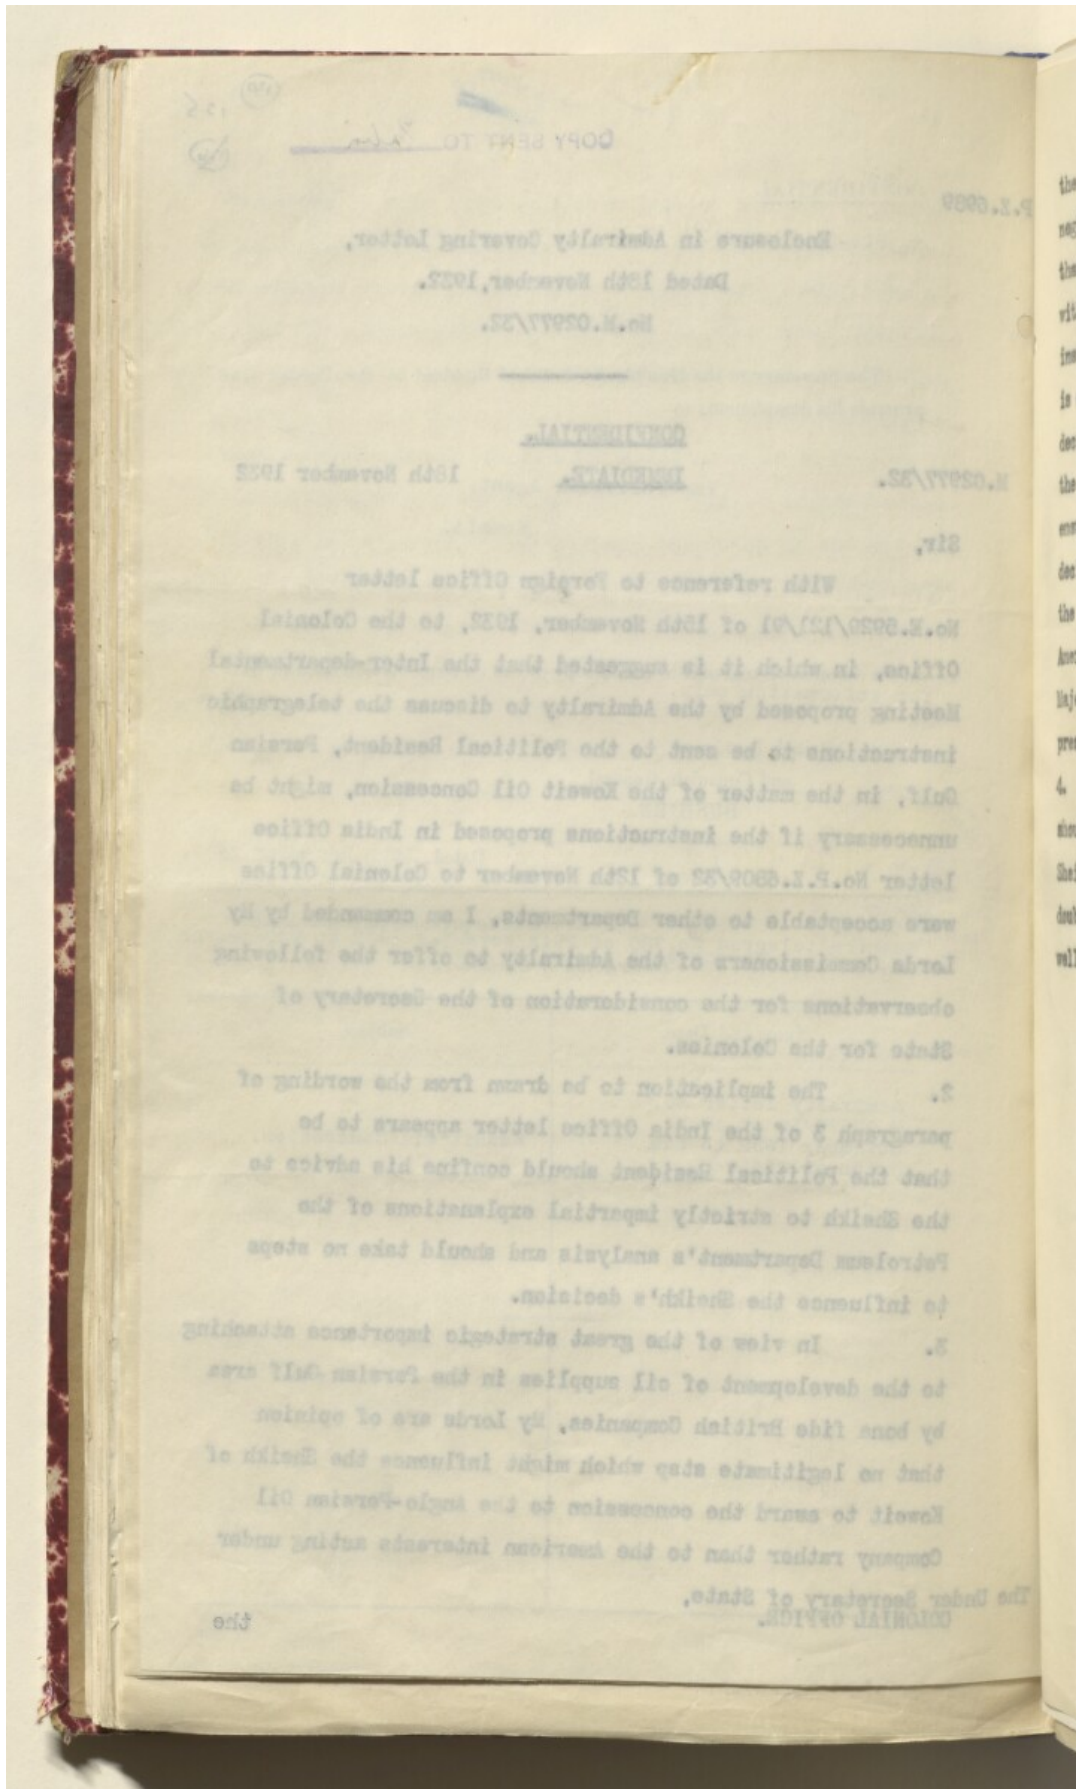 COPY SENT TO
P.Z.6989
Enclosure in Admiralty Covering Letter,
Dated 18th November, 1932.
No.M.02977/32.
CONFIDENTIAL.
M.02977/32. IMMEDIATE. 18th November 1932
Sir,
With reference to Foreign Office letter
No.E.5929/121/91 of 15th November, 1932, to the Colonial
Office, in which it is suggested that the Inter-departmental
Meeting proposed by the Admiralty to discuss the telegraphic
instructions to be sent to the Political Resident, Persian
Gulf, in the matter of the Koweit Oil Concession, might be
unnecessary if the instructions proposed in India Office
letter No.P.Z.6809/32 of 12th November to Colonial Office
were acceptable to other Departments, I am commanded by My
Lords Commissioners of the Admiralty to offer the following
observations for the consideration of the Secretary of
State for the Colonies.
2. The implication to be drawn from the wording of
paragraph 3 of the India Office letter appears to be
that the Political Resident should confine his advice to
the Sheikh to strictly impartial explanations of the
Petroleum Department's analysis and should take no steps
to influence the Sheikh's decision.
3. In view of the great strategic importance attaching
to the development of oil supplies in the Persian Gulf area
by bona fide British Companies, My Lords are of opinion
that no legitimate step which might influence the Sheikh of
Koweit to award the concession to the Anglo-Persian Oil
Company rather than to the American interests acting under
The Under Secretary of State,
COLONIAL OFFICE.
the